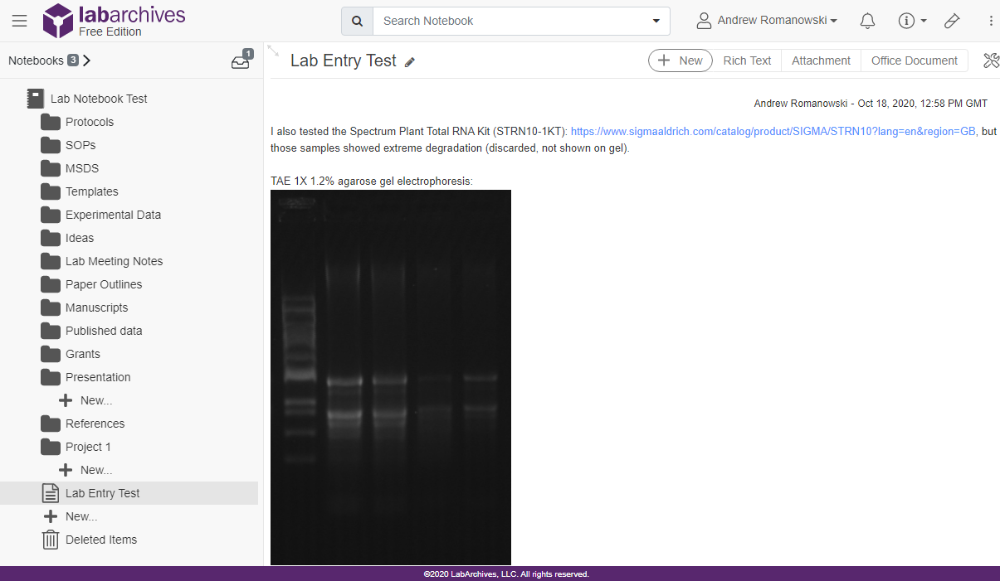 labarchives
Free Edition
Search Notebook
Andrew Romanowski
Notebooks 3
1
Lab Entry Test
New
Rich Text
Attachment
Office Document
Lab Notebook Test
Protocols
SOPs
MSDS
Templates
Experimental Data
Ideas
Lab Meeting Notes
Paper Outlines
Manuscripts
Published data
Grants
Presentation
New...
References
Project 1
New...
Lab Entry Test
New...
Deleted Items
Andrew Romanowski - Oct 18, 2020, 12:58 PM GMT
I also tested the Spectrum Plant Total RNA Kit (STRN10-1KT): https://www.sigmaaldrich.com/catalog/product/SIGMA/STRN10?lang=en&region=GB, but
those samples showed extreme degradation (discarded, not shown on gel).
TAE 1X 1.2% agarose gel electrophoresis:
©2020 LabArchives, LLC. All rights reserved.